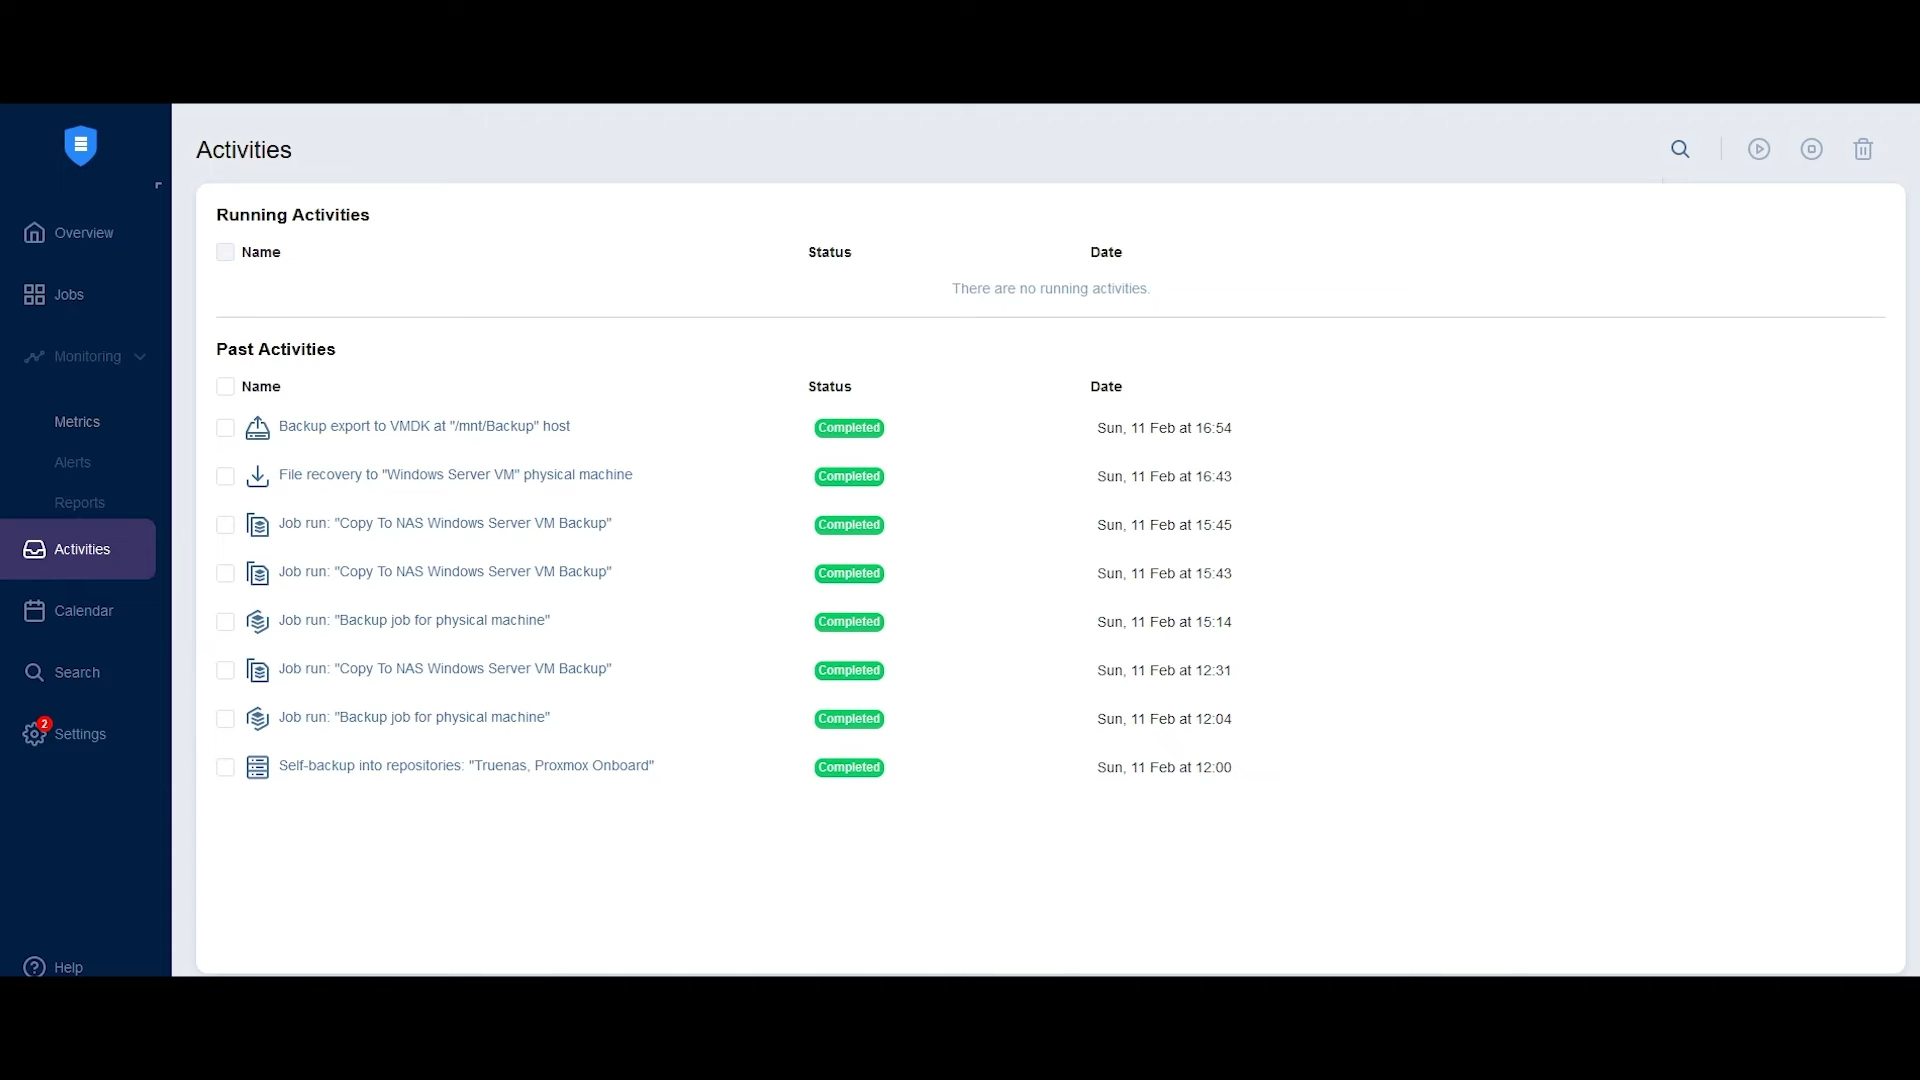 Activities
Overview
Jobs
Monitoring
Metrics
Alerts
Reports
Activities
Calendar
Search
2
Settings
Help
Running Activities
Name Status Date
There are no running activities.
Past Activities
Name Status Date
Backup export to VMDK at "/mnt/Backup" host Completed Sun, 11 Feb at 16:54
File recovery to "Windows Server VM" physical machine Completed Sun, 11 Feb at 16:43
Job run: "Copy To NAS Windows Server VM Backup" Completed Sun, 11 Feb at 15:45
Job run: "Copy To NAS Windows Server VM Backup" Completed Sun, 11 Feb at 15:43
Job run: "Backup job for physical machine" Completed Sun, 11 Feb at 15:14
Job run: "Copy To NAS Windows Server VM Backup" Completed Sun, 11 Feb at 12:31
Job run: "Backup job for physical machine" Completed Sun, 11 Feb at 12:04
Self-backup into repositories: "Truenas, Proxmox Onboard" Completed Sun, 11 Feb at 12:00